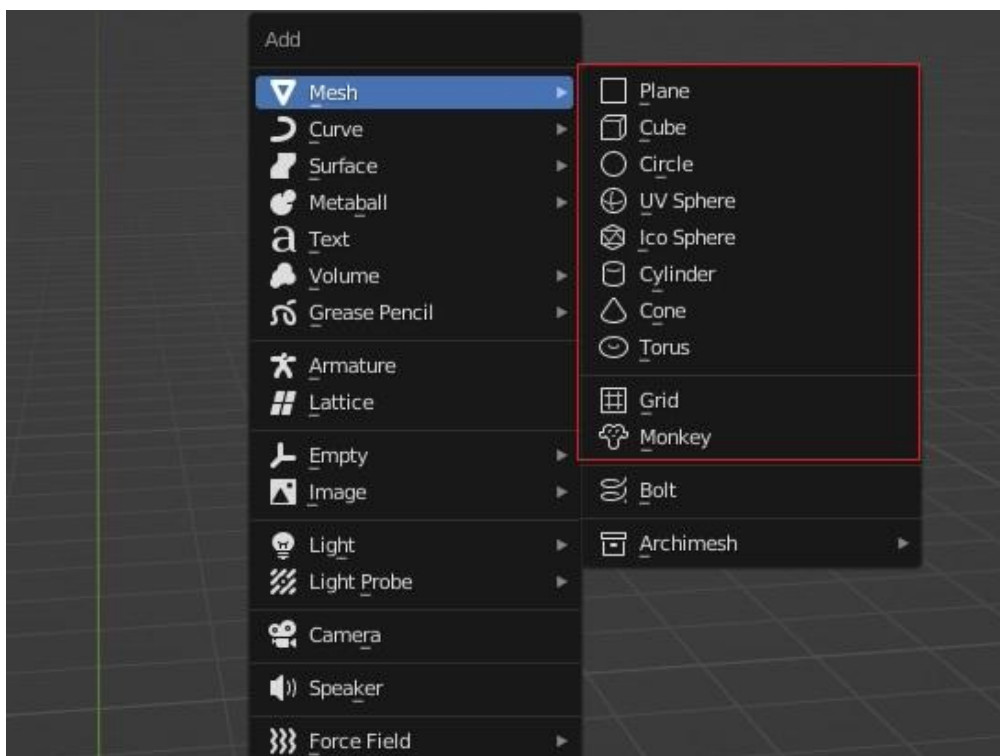 Add
Mesh
Curve
Surface
Metaball
Text
Volume
Grease Pencil
Armature
Lattice
Empty
Image
Light
Light Probe
Camera
Speaker
Force Field
Plane
Cube
Circle
UV Sphere
Ico Sphere
Cylinder
Cone
Torus
Grid
Monkey
Bolt
Archimesh